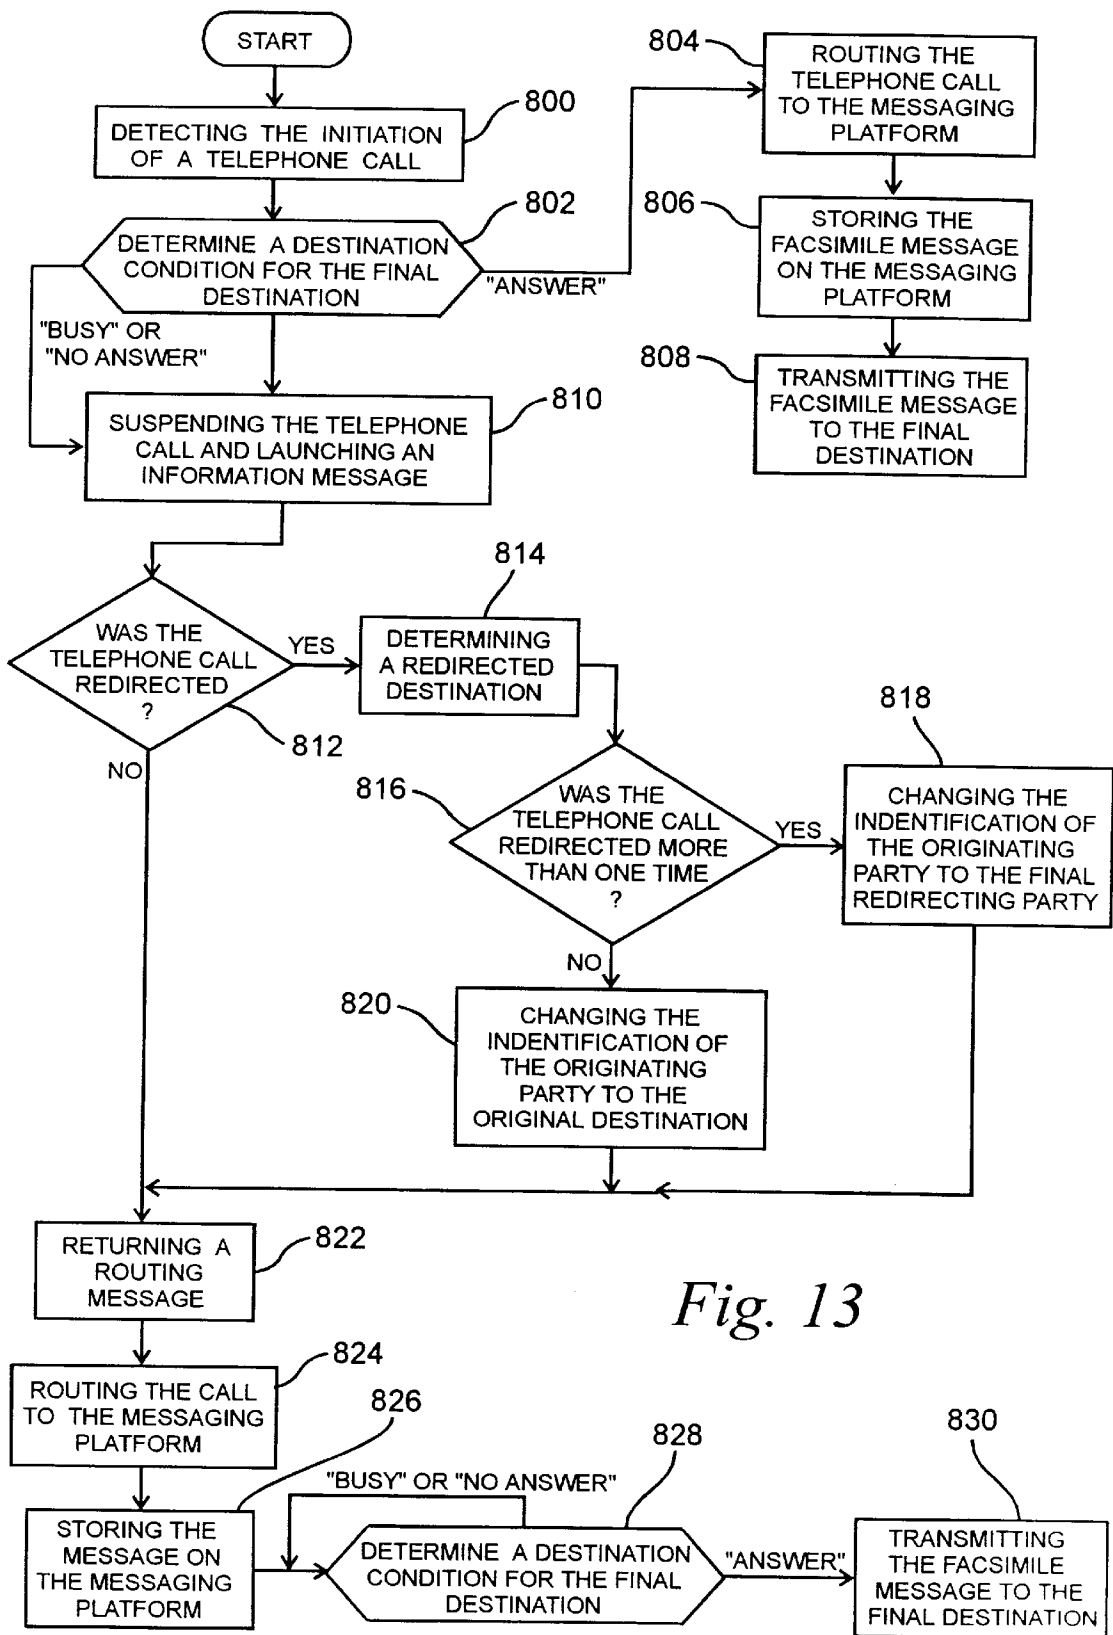 START
800
DETECTING THE INITIATION
OF A TELEPHONE CALL
802
DETERMINE A DESTINATION
CONDITION FOR THE FINAL
DESTINATION
"ANSWER"
804
ROUTING THE
TELEPHONE CALL
TO THE MESSAGING
PLATFORM
806
STORING THE
FACSIMILE MESSAGE
ON THE MESSAGING
PLATFORM
808
TRANSMITTING THE
FACSIMILE MESSAGE
TO THE FINAL
DESTINATION
"BUSY" OR
"NO ANSWER"
810
SUSPENDING THE TELEPHONE
CALL AND LAUNCHING AN
INFORMATION MESSAGE
WAS THE
TELEPHONE CALL
REDIRECTED
?
812
YES
NO
814
DETERMINING
A REDIRECTED
DESTINATION
816
WAS THE
TELEPHONE CALL
REDIRECTED MORE
THAN ONE TIME
?
YES
NO
818
CHANGING THE
INDENTIFICATION OF
THE ORIGINATING
PARTY TO THE FINAL
REDIRECTING PARTY
820
CHANGING THE
INDENTIFICATION OF
THE ORIGINATING
PARTY TO THE
ORIGINAL DESTINATION
822
RETURNING A
ROUTING
MESSAGE
Fig. 13
824
ROUTING THE CALL
TO THE MESSAGING
PLATFORM
826
STORING THE
MESSAGE ON
THE MESSAGING
PLATFORM
"BUSY" OR "NO ANSWER"
828
DETERMINE A DESTINATION
CONDITION FOR THE FINAL
DESTINATION
"ANSWER"
830
TRANSMITTING
THE FACSIMILE
MESSAGE TO THE
FINAL DESTINATION